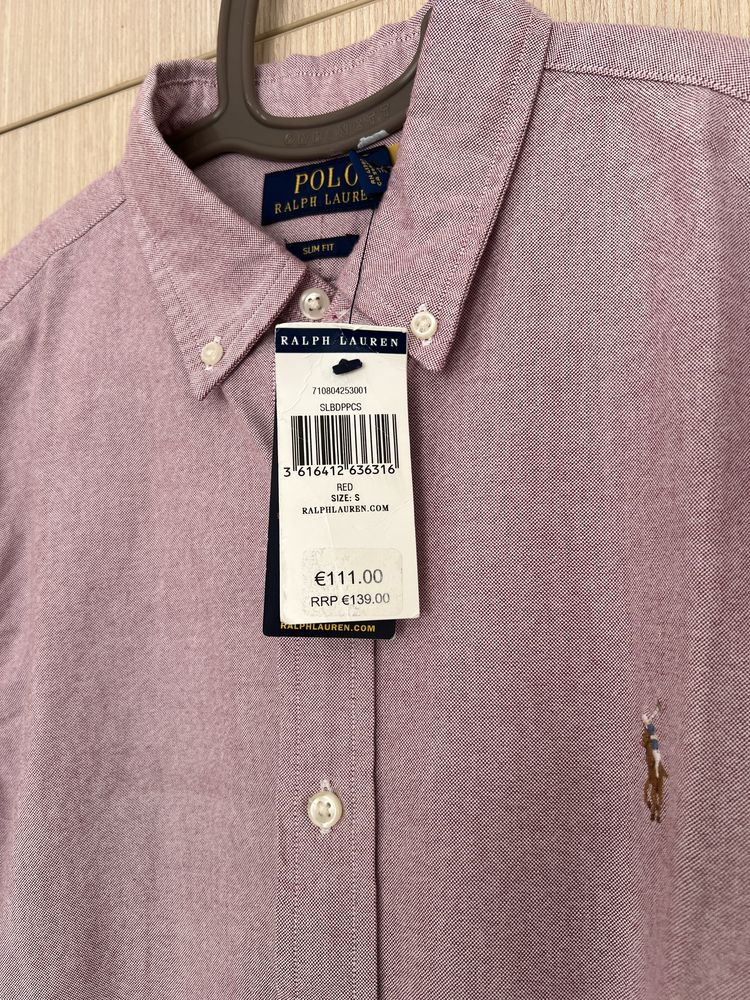 POLO
RALPH LAUREN
SLIM FIT
RALPH LAUREN
710804253001
SLBDPPCS
3 616412 636316
RED
SIZE: S
RALPHLAUREN.COM
€111.00
RRP €139.00
RALPHLAUREN.COM